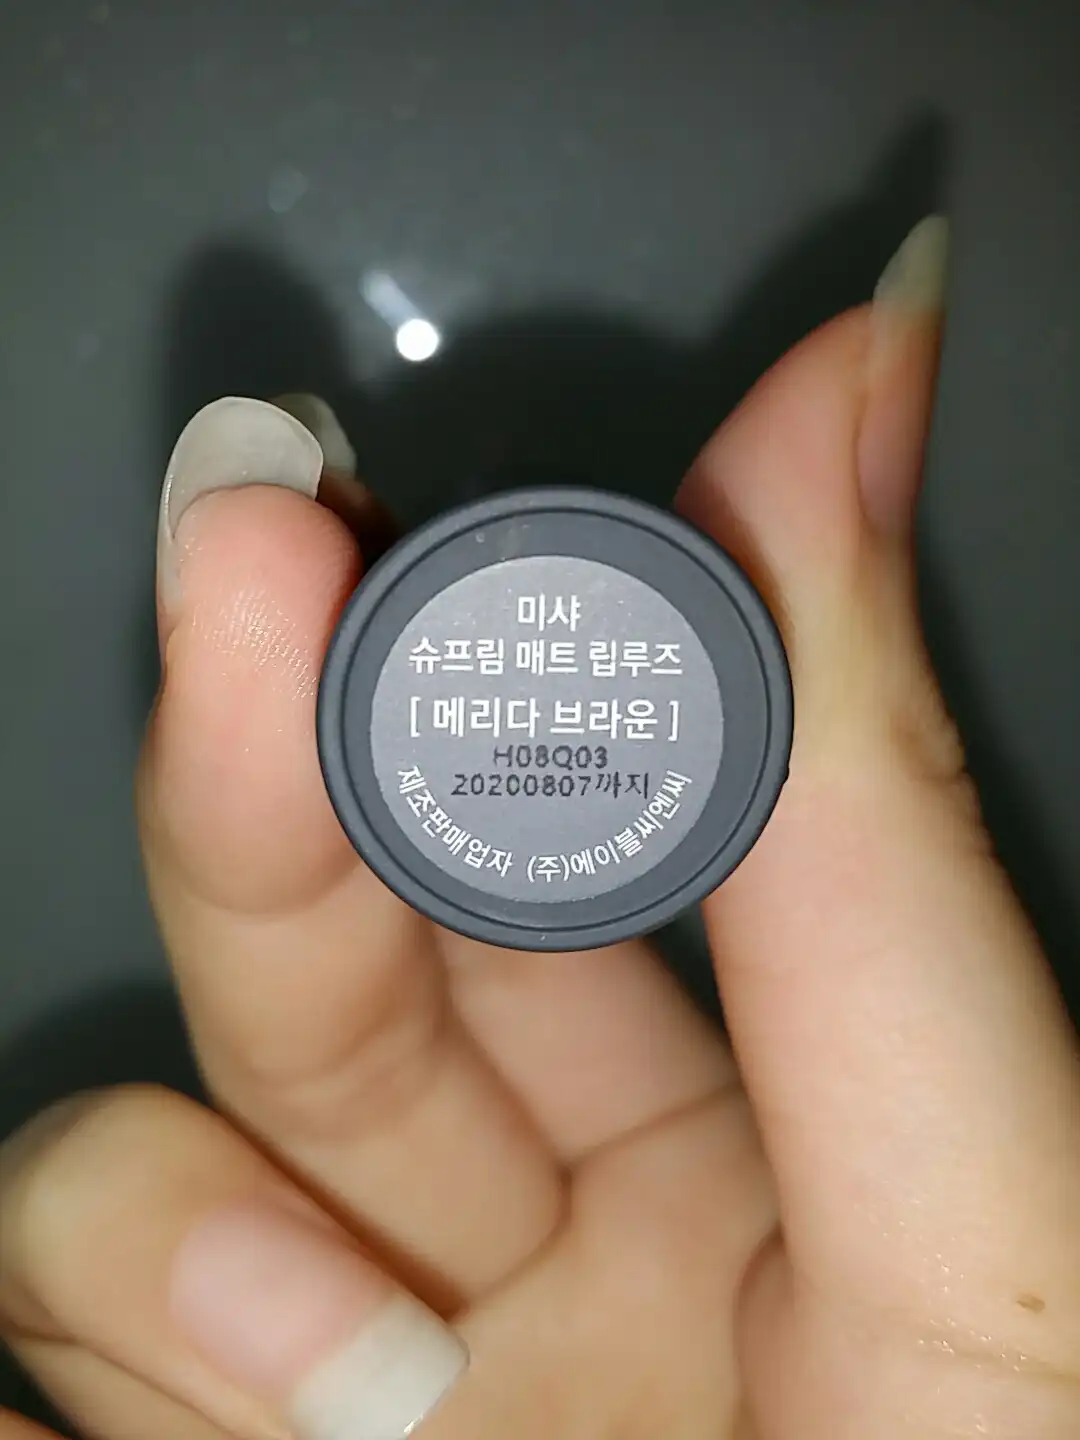 미샤
슈프림 매트 립루즈
[ 메리다 브라운 ]
H08Q03
20200807까지
제조판매업자 (주)에이블씨엔씨